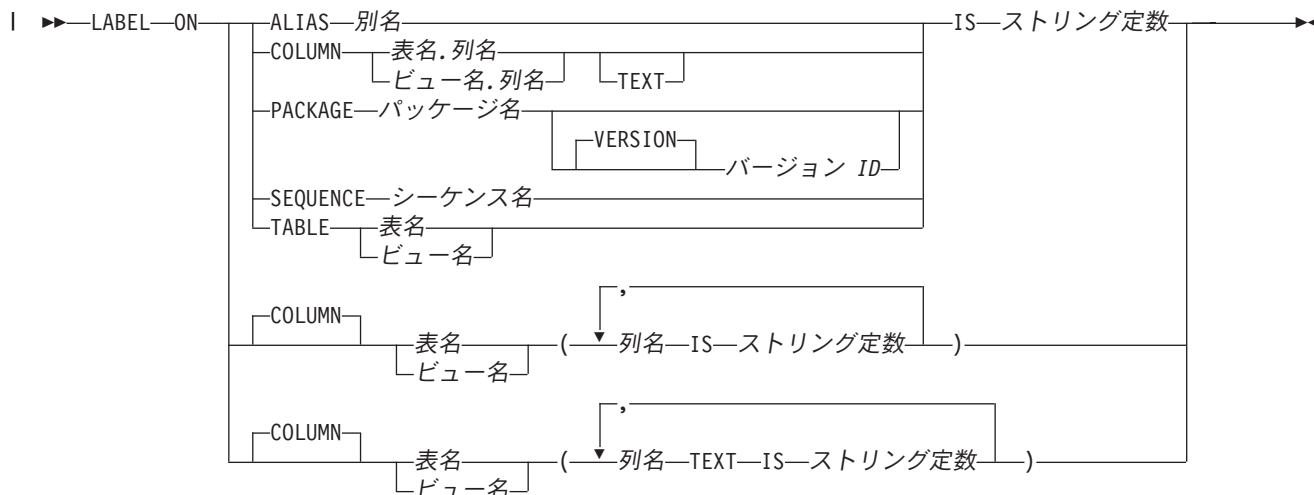 LABEL ON ALIAS 別名 IS ストリング定数
COLUMN 表名.列名
ビュー名.列名 TEXT
PACKAGE パッケージ名
VERSION
バージョン ID
SEQUENCE シーケンス名
TABLE 表名
ビュー名
,
COLUMN
表名 ( 列名 IS ストリング定数 )
ビュー名
,
COLUMN
表名 ( 列名 TEXT IS ストリング定数 )
ビュー名